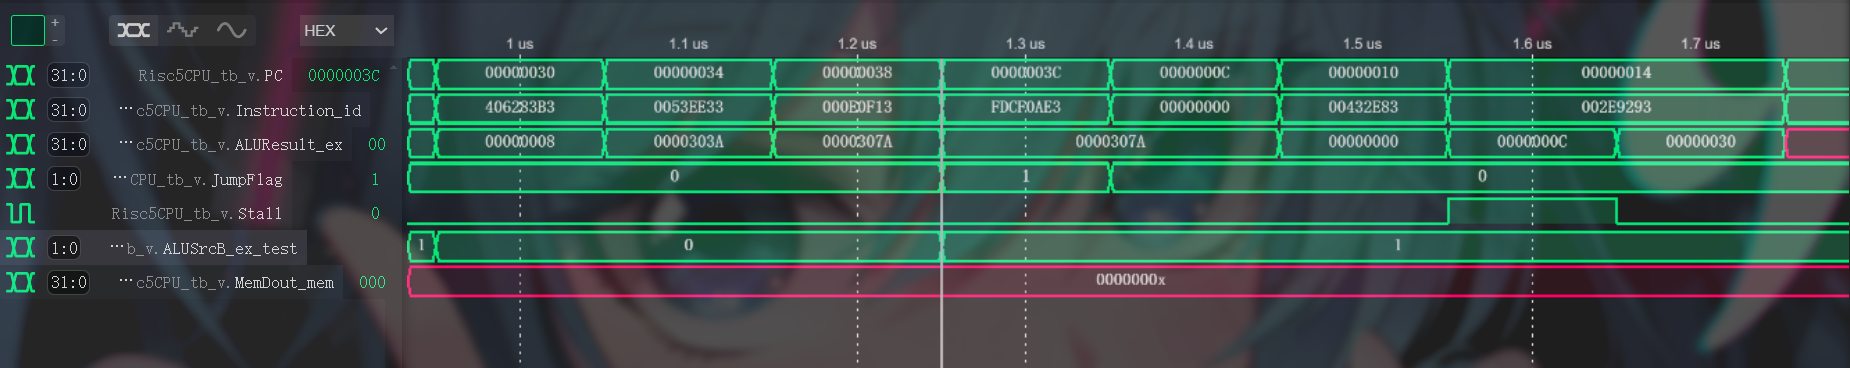 +
-
HEX
1 us 1.1 us 1.2 us 1.3 us 1.4 us 1.5 us 1.6 us 1.7 us
31:0 Risc5CPU_tb_v.PC 0000003C 00000030 00000034 00000038 0000003C 0000000C 00000010 00000014
31:0 ···c5CPU_tb_v.Instruction_id 406283B3 0053EE33 000E0F13 FDCF0AE3 00000000 00432E83 002E9293
31:0 ···c5CPU_tb_v.ALUResult_ex 00 00000008 0000303A 0000307A 0000307A 00000000 0000000C 00000030
1:0 ···CPU_tb_v.JumpFlag 1 0 1 0
Risc5CPU_tb_v.Stall 0
1:0 ···b_v.ALUSrcB_ex_test 1 0 1
31:0 ···c5CPU_tb_v.MemDout_mem 000 0000000x